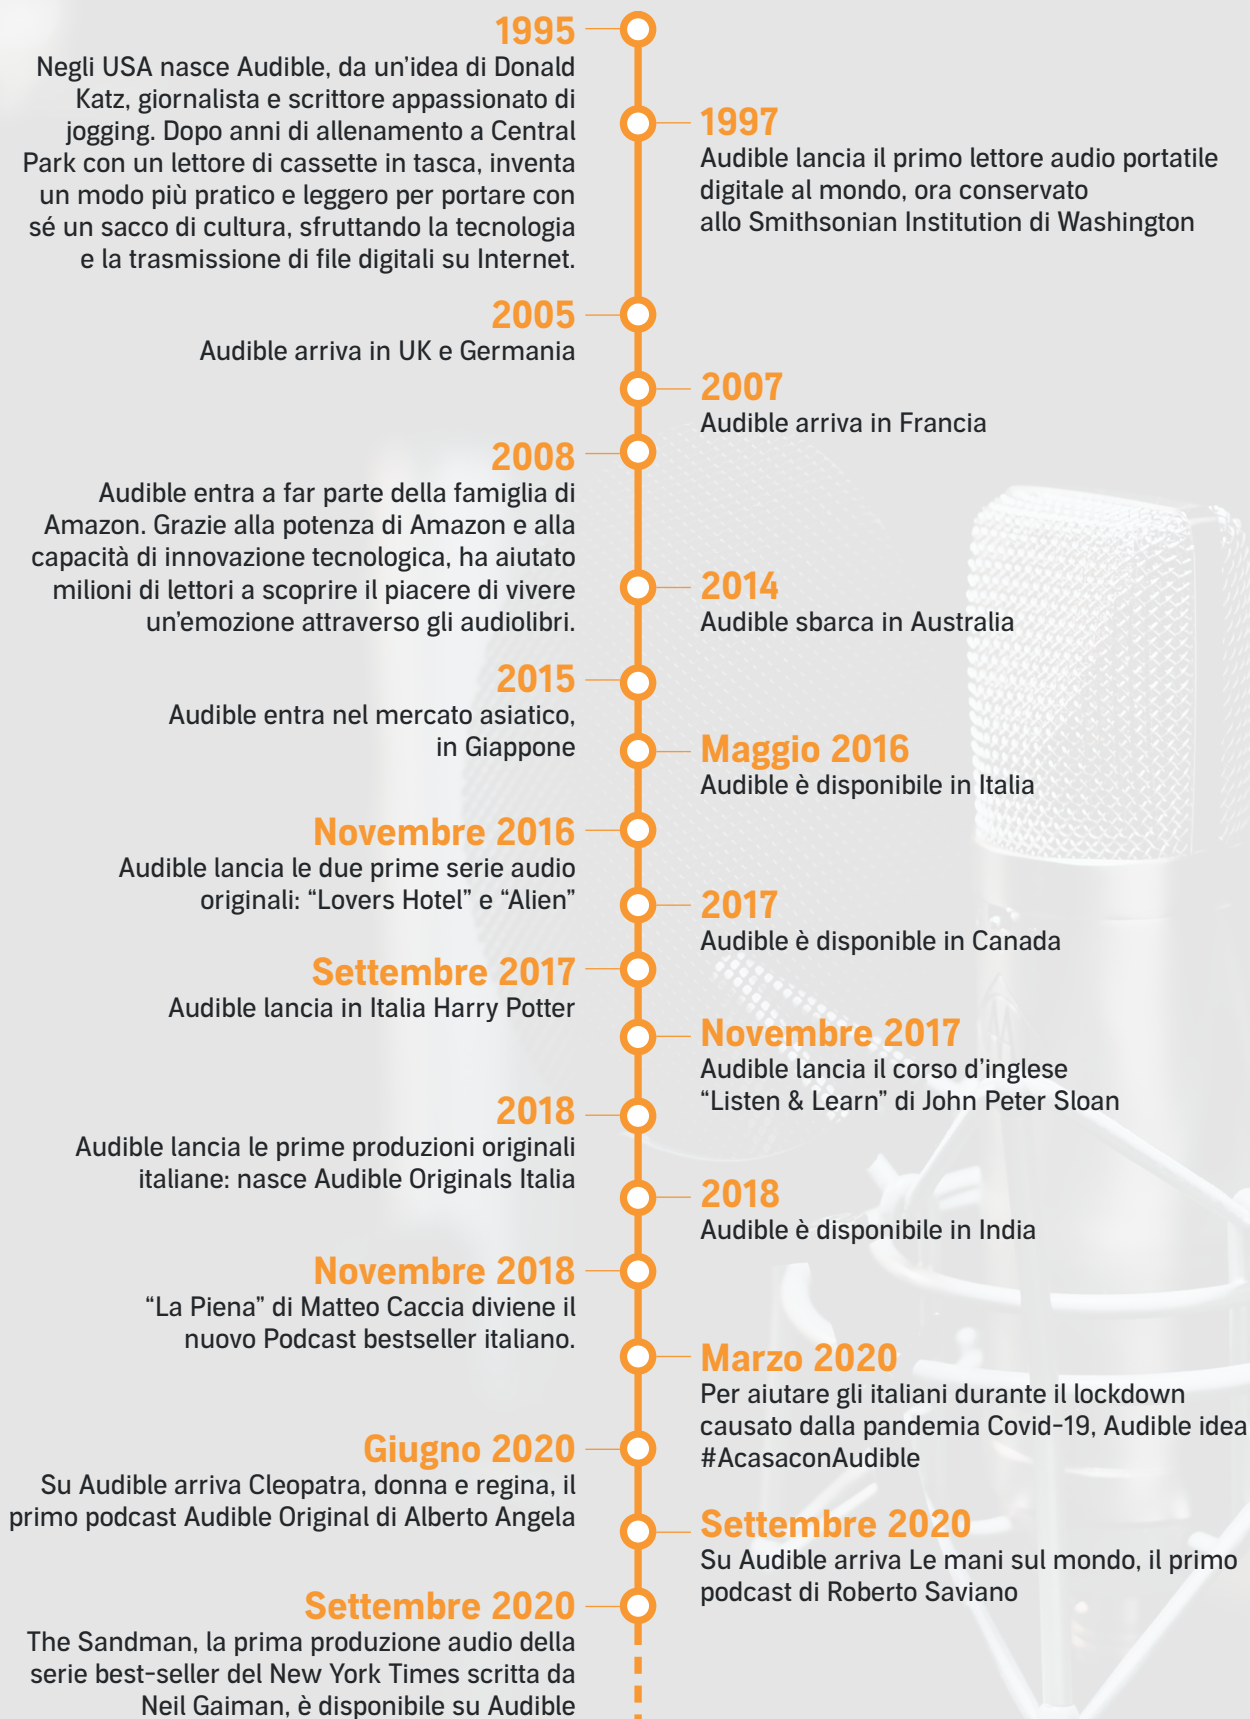 1995
Negli USA nasce Audible, da un'idea di Donald
Katz, giornalista e scrittore appassionato di
jogging. Dopo anni di allenamento a Central
Park con un lettore di cassette in tasca, inventa
un modo più pratico e leggero per portare con
sé un sacco di cultura, sfruttando la tecnologia
e la trasmissione di file digitali su Internet.
1997
Audible lancia il primo lettore audio portatile
digitale al mondo, ora conservato
allo Smithsonian Institution di Washington
2005
Audible arriva in UK e Germania
2007
Audible arriva in Francia
2008
Audible entra a far parte della famiglia di
Amazon. Grazie alla potenza di Amazon e alla
capacità di innovazione tecnologica, ha aiutato
milioni di lettori a scoprire il piacere di vivere
un'emozione attraverso gli audiolibri.
2014
Audible sbarca in Australia
2015
Audible entra nel mercato asiatico,
in Giappone
Maggio 2016
Audible è disponibile in Italia
Novembre 2016
Audible lancia le due prime serie audio
originali: “Lovers Hotel” e “Alien”
2017
Audible è disponible in Canada
Settembre 2017
Audible lancia in Italia Harry Potter
Novembre 2017
Audible lancia il corso d'inglese
“Listen & Learn” di John Peter Sloan
2018
Audible lancia le prime produzioni originali
italiane: nasce Audible Originals Italia
2018
Audible è disponibile in India
Novembre 2018
“La Piena” di Matteo Caccia diviene il
nuovo Podcast bestseller italiano.
Marzo 2020
Per aiutare gli italiani durante il lockdown
causato dalla pandemia Covid-19, Audible idea
#AcasaconAudible
Giugno 2020
Su Audible arriva Cleopatra, donna e regina, il
primo podcast Audible Original di Alberto Angela
Settembre 2020
Su Audible arriva Le mani sul mondo, il primo
podcast di Roberto Saviano
Settembre 2020
The Sandman, la prima produzione audio della
serie best-seller del New York Times scritta da
Neil Gaiman, è disponibile su Audible